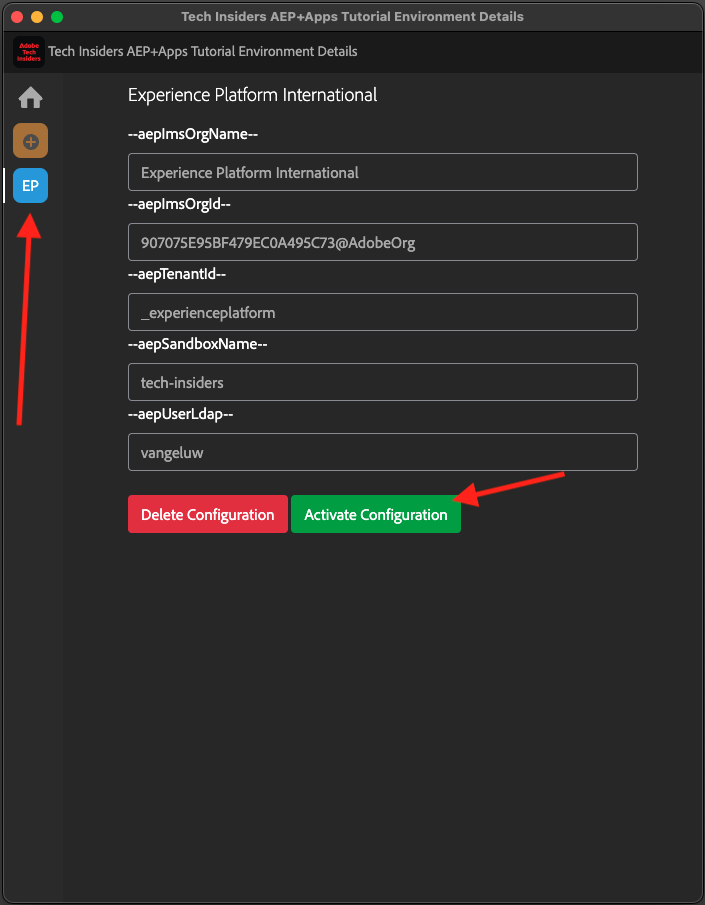 Tech Insiders AEP+Apps Tutorial Environment Details
Adobe
Tech
Insiders
Tech Insiders AEP+Apps Tutorial Environment Details
Experience Platform International
--aepImsOrgName--
Experience Platform International
--aepImsOrgId--
907075E95BF479EC0A495C73@AdobeOrg
--aepTenantId--
_experienceplatform
--aepSandboxName--
tech-insiders
--aepUserLdap--
vangeluw
EP
Delete Configuration
Activate Configuration